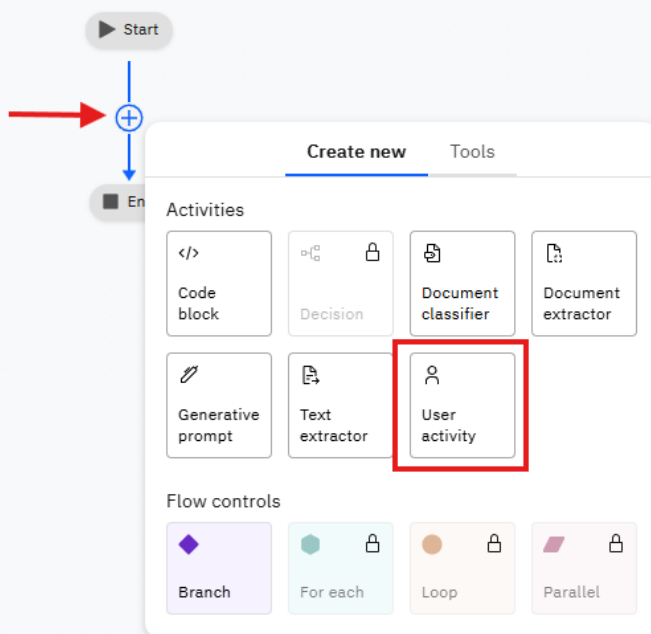 Start
En
Create new
Tools
Activities
Code
block
Decision
Document
classifier
Document
extractor
Generative
prompt
Text
extractor
User
activity
Flow controls
Branch
For each
Loop
Parallel